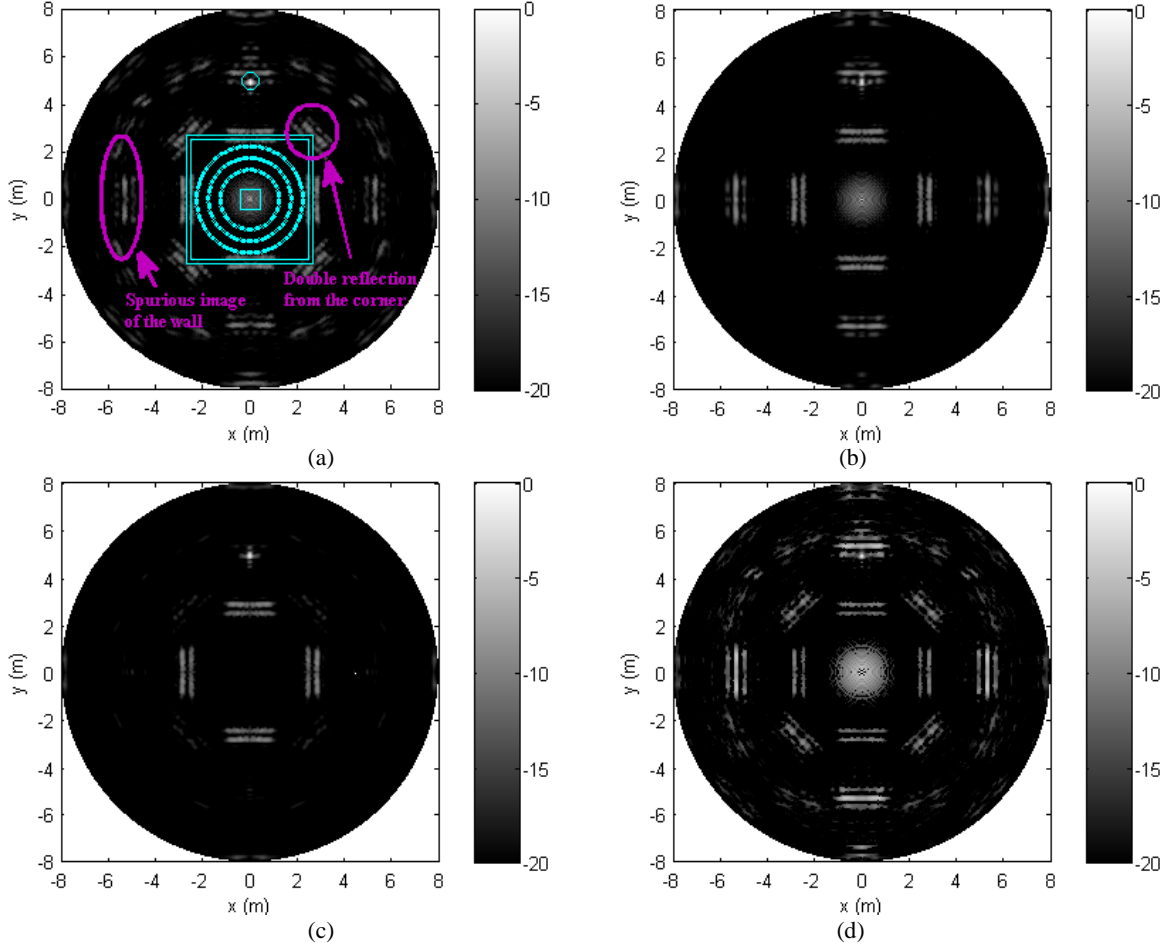 8
6
4
2
0
-2
-4
-6
-8
y (m)
-8 -6 -4 -2 0 2 4 6 8
x (m)
Spurious image
of the wall
Double reflection
from the corner
0
-5
-10
-15
-20
(a)
8
6
4
2
0
-2
-4
-6
-8
y (m)
-8 -6 -4 -2 0 2 4 6 8
x (m)
0
-5
-10
-15
-20
(b)
8
6
4
2
0
-2
-4
-6
-8
y (m)
-8 -6 -4 -2 0 2 4 6 8
x (m)
0
-5
-10
-15
-20
(c)
8
6
4
2
0
-2
-4
-6
-8
y (m)
-8 -6 -4 -2 0 2 4 6 8
x (m)
0
-5
-10
-15
-20
(d)